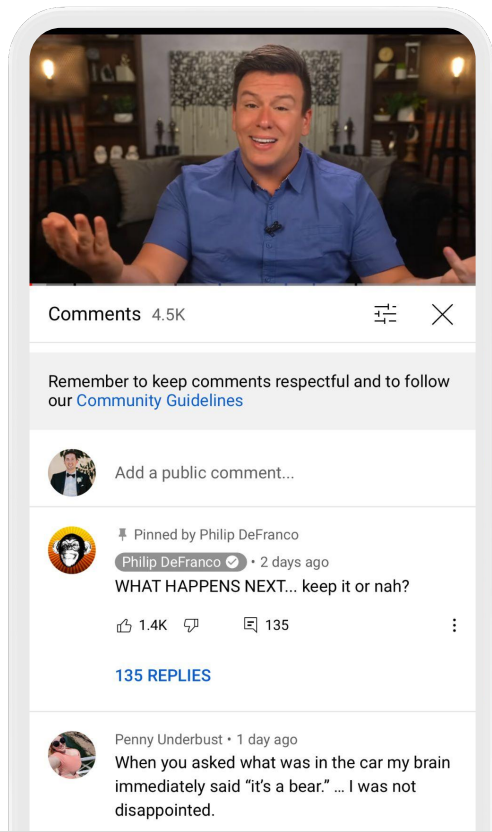 Comments 4.5K
Remember to keep comments respectful and to follow
our Community Guidelines
Add a public comment...
Pinned by Philip DeFranco
Philip DeFranco • 2 days ago
WHAT HAPPENS NEXT... keep it or nah?
1.4K 135
135 REPLIES
Penny Underbust • 1 day ago
When you asked what was in the car my brain
immediately said “it’s a bear.” ... I was not
disappointed.